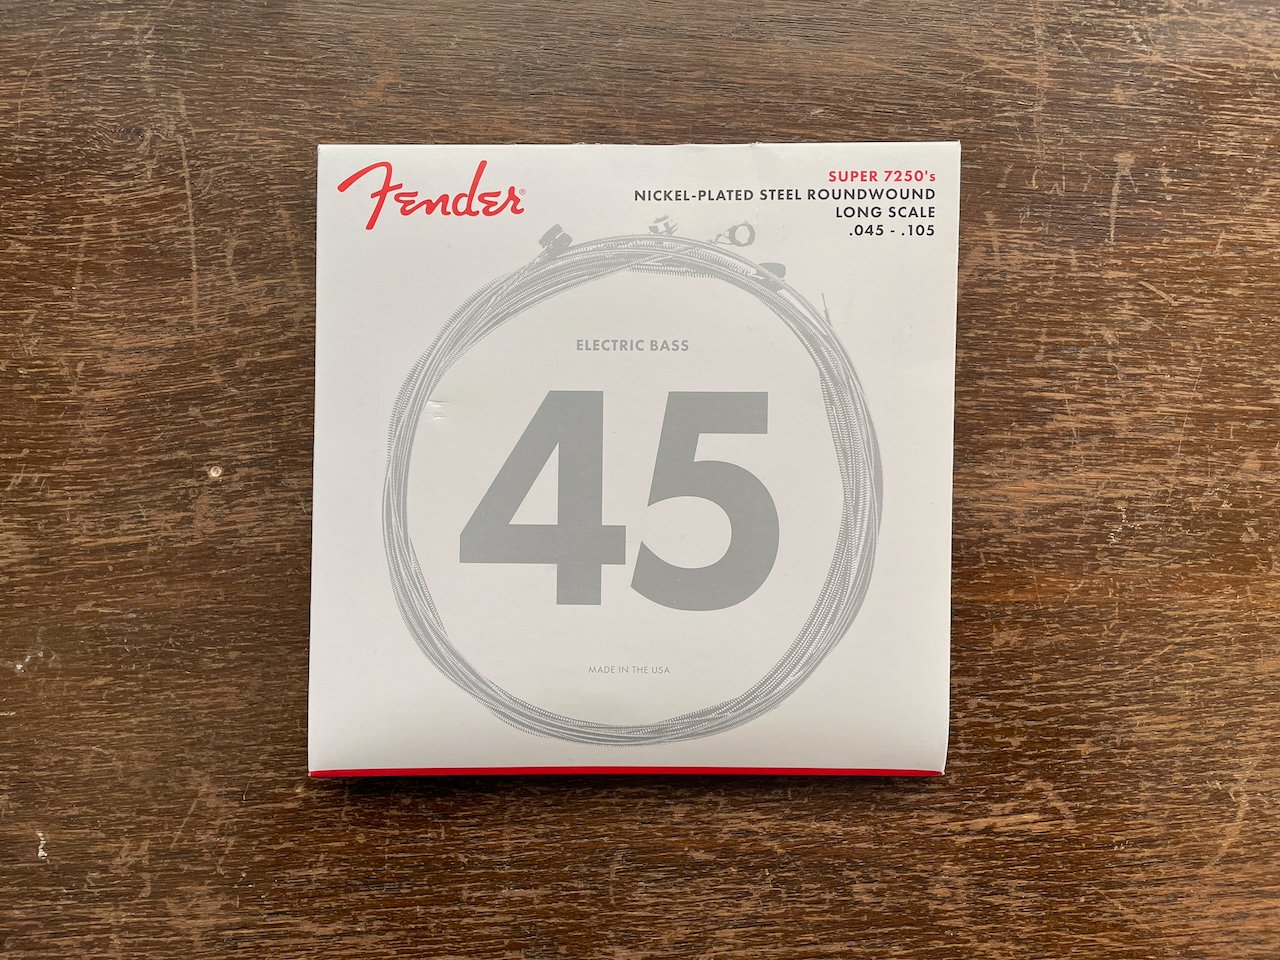 Fender®
SUPER 7250's
NICKEL-PLATED STEEL ROUNDWOUND
LONG SCALE
.045 - .105
ELECTRIC BASS
45
MADE IN THE USA